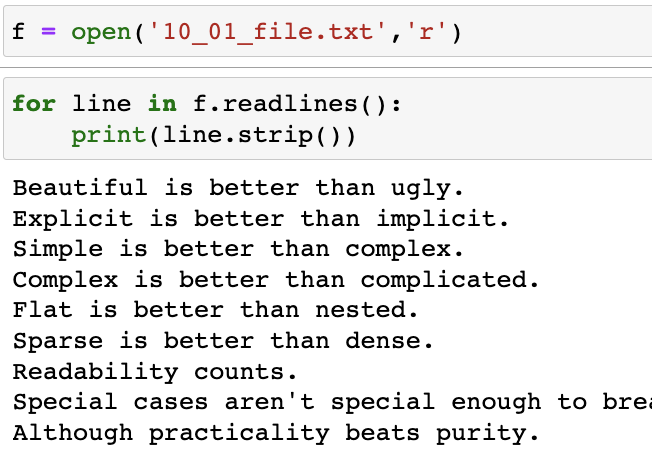 f = open('10_01_file.txt','r')
for line in f.readlines():
    print(line.strip())
Beautiful is better than ugly.
Explicit is better than implicit.
Simple is better than complex.
Complex is better than complicated.
Flat is better than nested.
Sparse is better than dense.
Readability counts.
Special cases aren't special enough to
Although practicality beats purity.